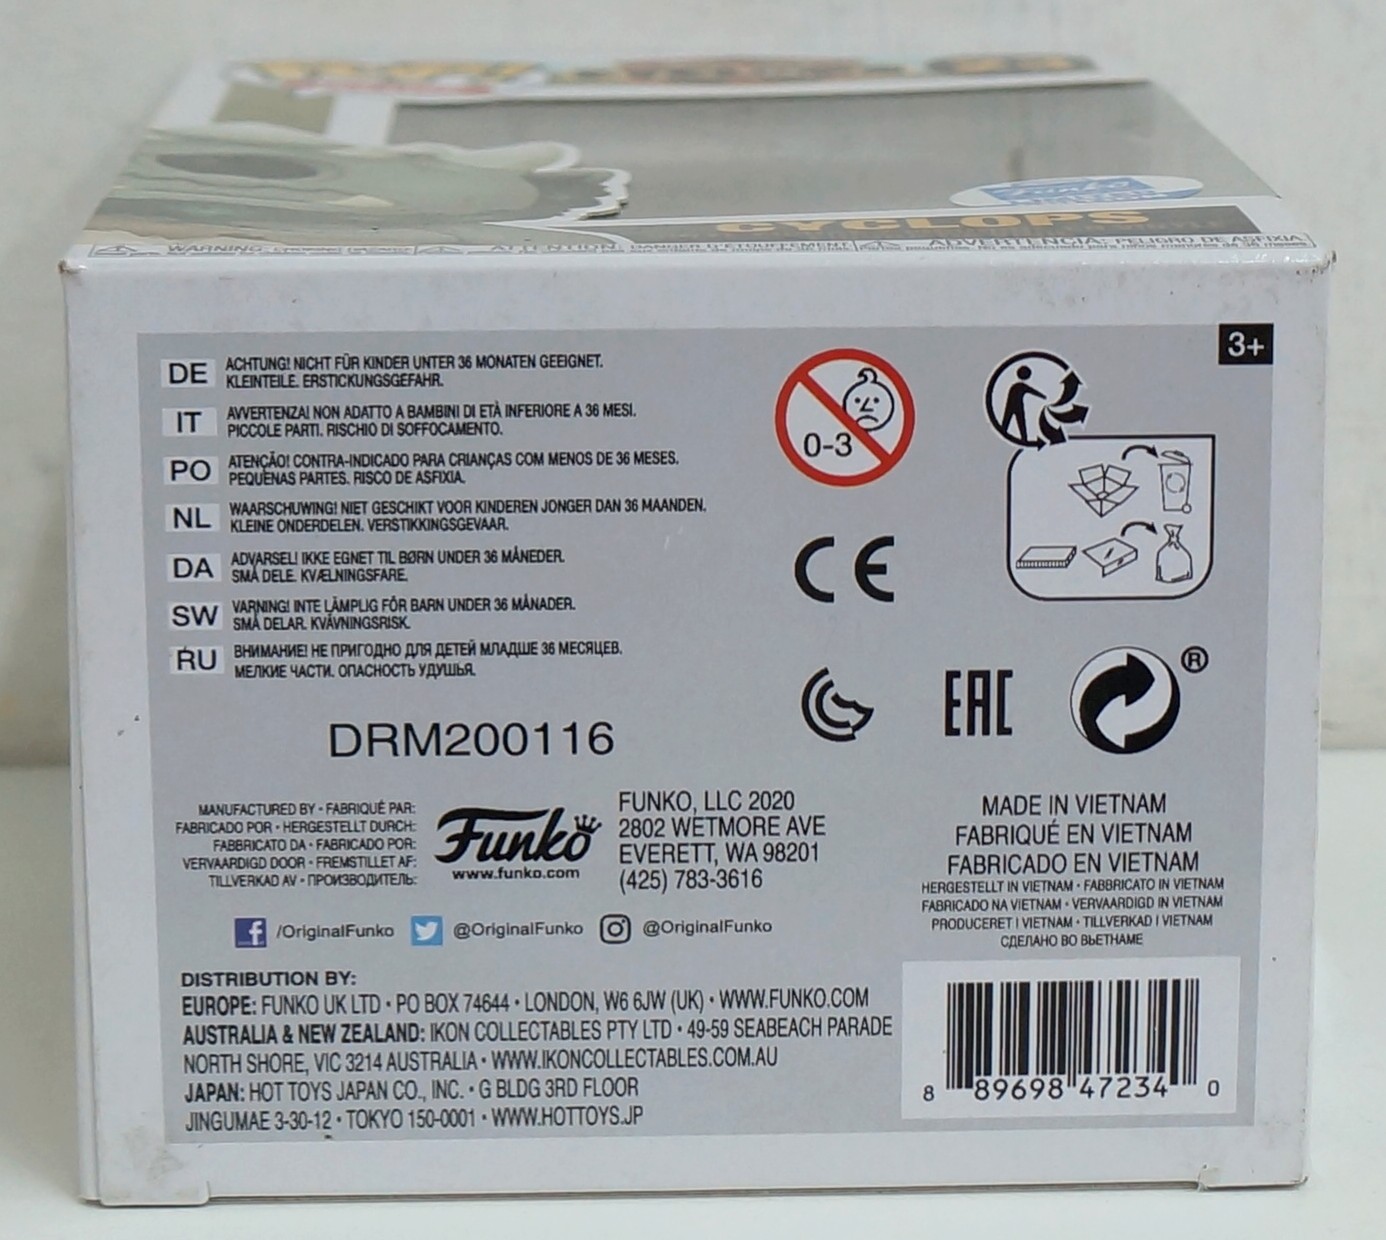 CYCLOPS
WARNING:
ATTENTION: DANGER D'ÉTOUFFEMENT
ADVERTENCIA: PELIGRO DE ASFIXIA
3+
DE ACHTUNG! NICHT FÜR KINDER UNTER 36 MONATEN GEEIGNET.
KLEINTEILE. ERSTICKUNGSGEFAHR.
IT AVVERTENZA! NON ADATTO A BAMBINI DI ETÀ INFERIORE A 36 MESI.
PICCOLE PARTI. RISCHIO DI SOFFOCAMENTO.
PO ATENÇÃO! CONTRA-INDICADO PARA CRIANÇAS COM MENOS DE 36 MESES.
PEQUENAS PARTES. RISCO DE ASFIXIA.
NL WAARSCHUWING! NIET GESCHIKT VOOR KINDEREN JONGER DAN 36 MAANDEN.
KLEINE ONDERDELEN. VERSTIKKINGSGEVAAR.
DA ADVARSEL! IKKE EGNET TIL BØRN UNDER 36 MÅNEDER.
SMÅ DELE. KVÆLNINGSFARE.
SW VARNING! INTE LÄMPLIG FÖR BARN UNDER 36 MÅNADER.
SMÅ DELAR. KVÄVNINGSRISK.
RU ВНИМАНИЕ! НЕ ПРИГОДНО ДЛЯ ДЕТЕЙ МЛАДШЕ 36 МЕСЯЦЕВ.
МЕЛКИЕ ЧАСТИ. ОПАСНОСТЬ УДУШЬЯ.
0-3
CE
EAC
®
DRM200116
MANUFACTURED BY • FABRIQUÉ PAR:
FABRICADO POR • HERGESTELLT DURCH:
FABBRICATO DA • FABRICADO POR:
VERVAARDIGD DOOR • FREMSTILLET AF:
TILLVERKAD AV • ПРОИЗВОДИТЕЛЬ:
Funko
www.funko.com
FUNKO, LLC 2020
2802 WETMORE AVE
EVERETT, WA 98201
(425) 783-3616
/OriginalFunko @OriginalFunko @OriginalFunko
MADE IN VIETNAM
FABRIQUÉ EN VIETNAM
FABRICADO EN VIETNAM
HERGESTELLT IN VIETNAM • FABBRICATO IN VIETNAM
FABRICADO NA VIETNAM • VERVAARDIGD IN VIETNAM
PRODUCERET I VIETNAM • TILLVERKAD I VIETNAM
СДЕЛАНО ВО ВЬЕТНАМЕ
DISTRIBUTION BY:
EUROPE: FUNKO UK LTD • PO BOX 74644 • LONDON, W6 6JW (UK) • WWW.FUNKO.COM
AUSTRALIA & NEW ZEALAND: IKON COLLECTABLES PTY LTD • 49-59 SEABEACH PARADE
NORTH SHORE, VIC 3214 AUSTRALIA • WWW.IKONCOLLECTABLES.COM.AU
JAPAN: HOT TOYS JAPAN CO., INC. • G BLDG 3RD FLOOR
JINGUMAE 3-30-12 • TOKYO 150-0001 • WWW.HOTTOYS.JP
8 89698 47234 0